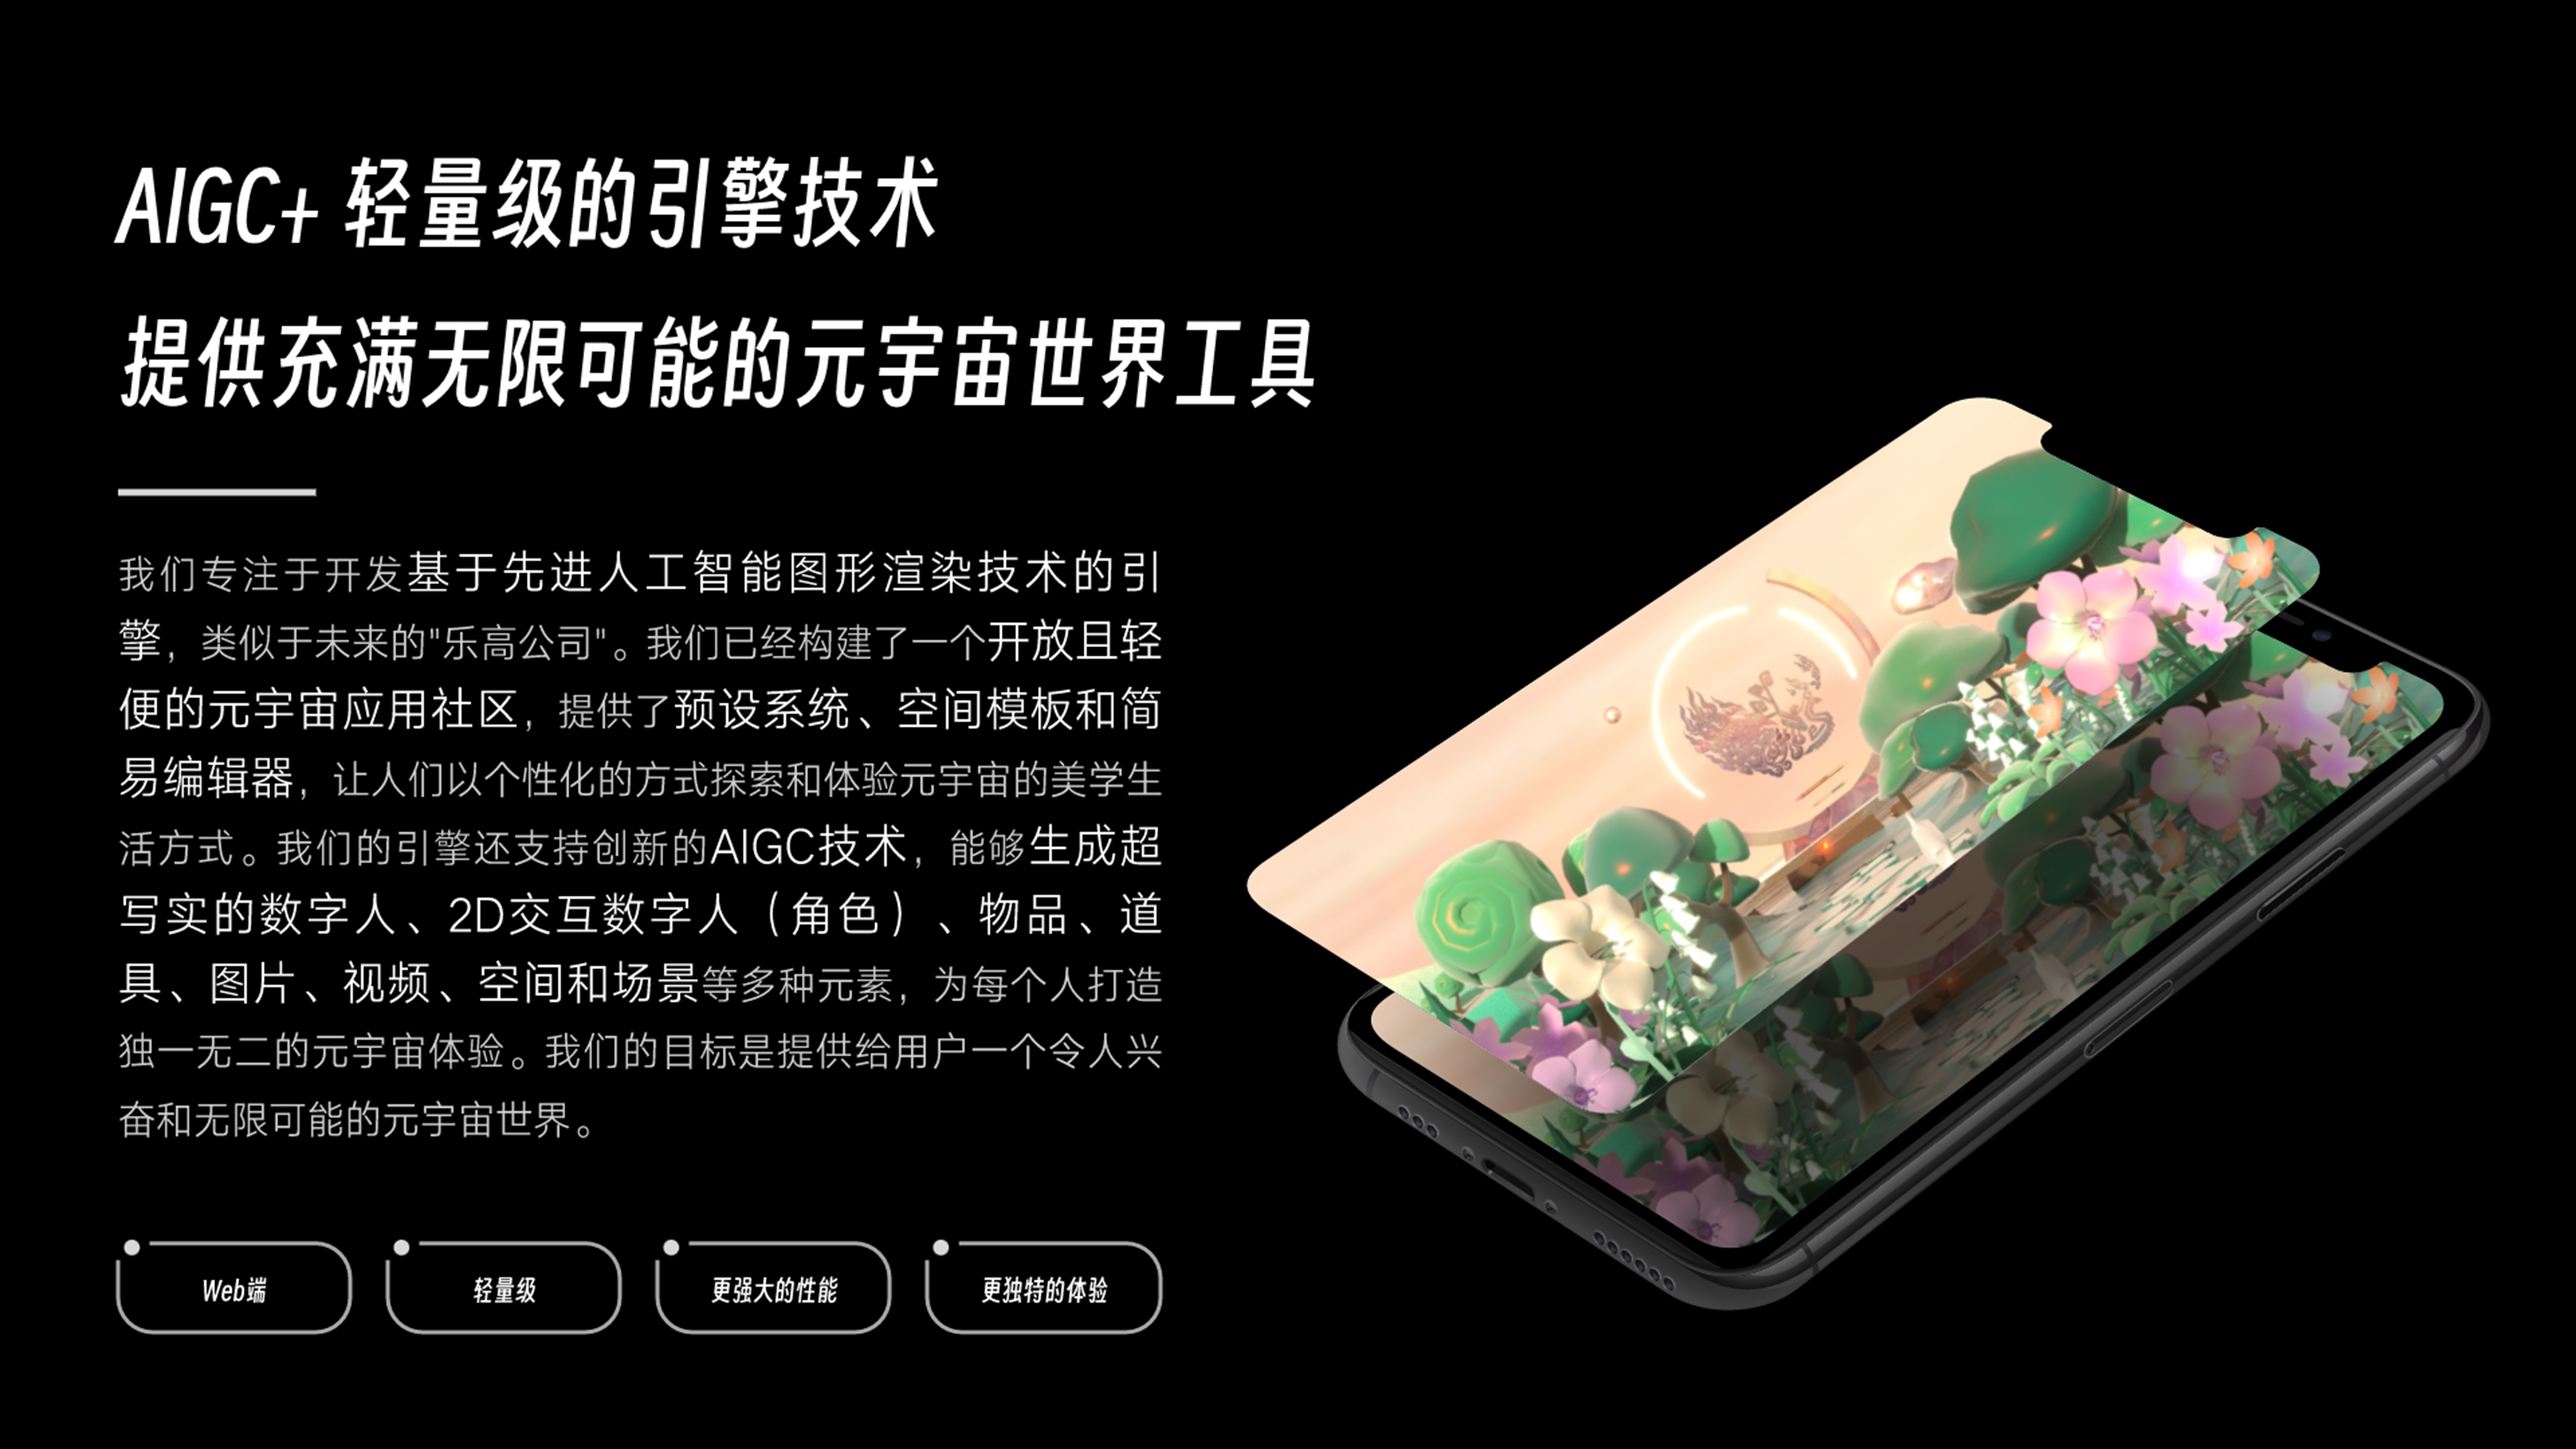 AIGC+ 轻量级的引擎技术
提供充满无限可能的元宇宙世界工具
我们专注于开发基于先进人工智能图形渲染技术的引
擎，类似于未来的"乐高公司"。我们已经构建了一个开放且轻
便的元宇宙应用社区，提供了预设系统、空间模板和简
易编辑器，让人们以个性化的方式探索和体验元宇宙的美学生
活方式。我们的引擎还支持创新的AIGC技术，能够生成超
写实的数字人、2D交互数字人（角色）、物品、道
具、图片、视频、空间和场景等多种元素，为每个人打造
独一无二的元宇宙体验。我们的目标是提供给用户一个令人兴
奋和无限可能的元宇宙世界。
Web端
轻量级
更强大的性能
更独特的体验